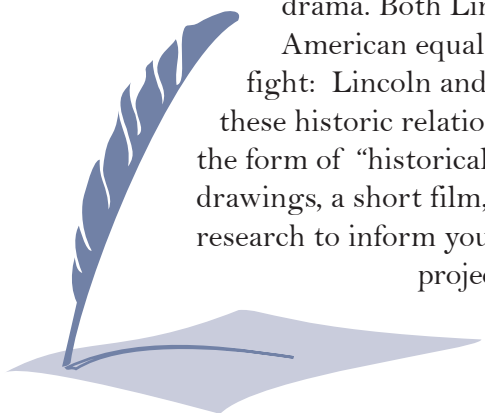 drama. Both Lin
American equal
fight: Lincoln and
these historic relatio
the form of “historical
drawings, a short film,
research to inform you
proje